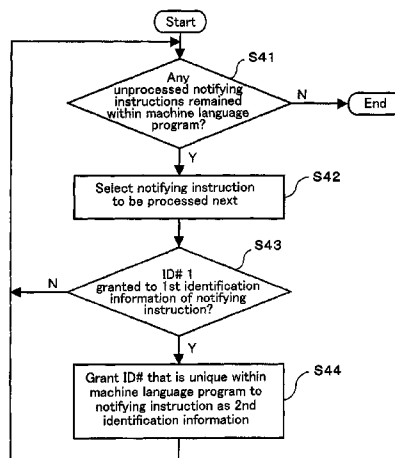 Start
S41
Any
unprocessed notifying
instructions remained
within machine language
program?
N
End
Y
S42
Select notifying instruction
to be processed next
S43
N
ID# 1
granted to 1st identification
information of notifying
instruction?
Y
S44
Grant ID# that is unique within
machine language program to
notifying instruction as 2nd
identification information